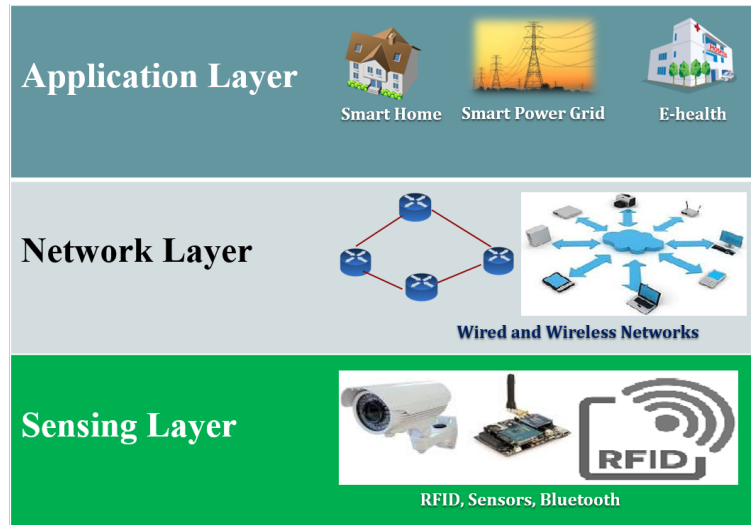 Application Layer
Smart Home
Smart Power Grid
HOSPITAL
E-health
Network Layer
Wired and Wireless Networks
Sensing Layer
RFID
RFID, Sensors, Bluetooth